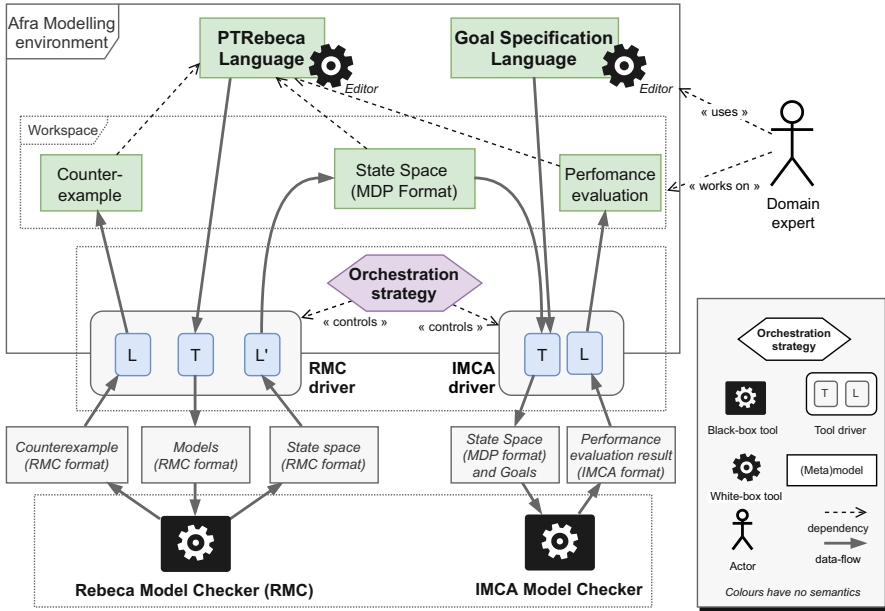 Afra Modelling
environment
PTRebeca
Language
Editor
Goal Specification
Language
Editor
« uses »
« works on »
Domain
expert
Workspace
Counter-
example
State Space
(MDP Format)
Perfomance
evaluation
Orchestration
strategy
« controls »
« controls »
L
T
L'
RMC
driver
IMCA
driver
T
L
Counterexample
(RMC format)
Models
(RMC format)
State space
(RMC format)
State Space
(MDP format)
and Goals
Performance
evaluation result
(IMCA format)
Rebeca Model Checker (RMC)
IMCA Model Checker
Orchestration
strategy
Black-box tool
T
L
Tool driver
White-box tool
(Meta)model
Actor
dependency
data-flow
Colours have no semantics